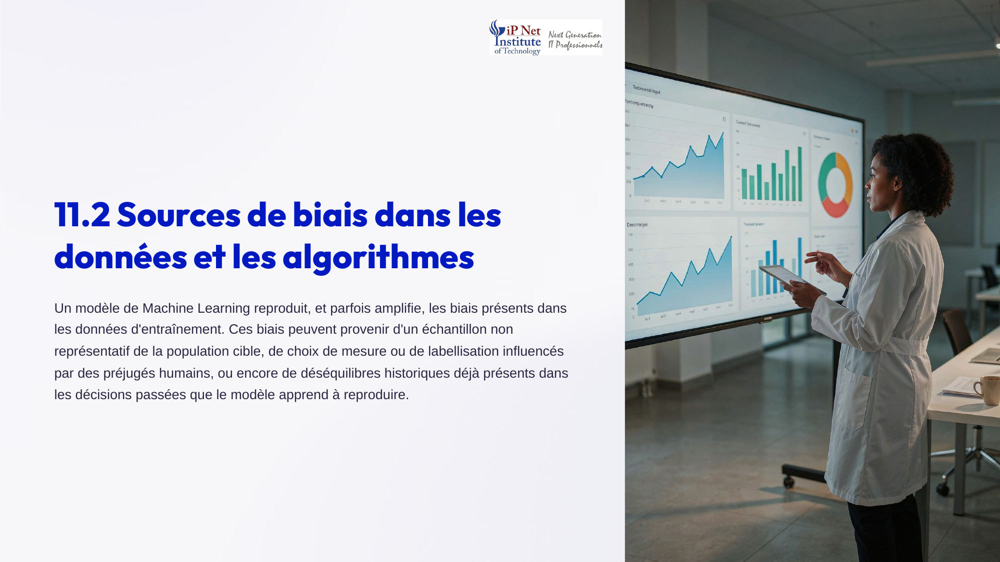 iP Net
Institute
of Technology
Next Generation
IT Professionnels
11.2 Sources de biais dans les
données et les algorithmes
Un modèle de Machine Learning reproduit, et parfois amplifie, les biais présents dans
les données d'entraînement. Ces biais peuvent provenir d'un échantillon non
représentatif de la population cible, de choix de mesure ou de labellisation influencés
par des préjugés humains, ou encore de déséquilibres historiques déjà présents dans
les décisions passées que le modèle apprend à reproduire.